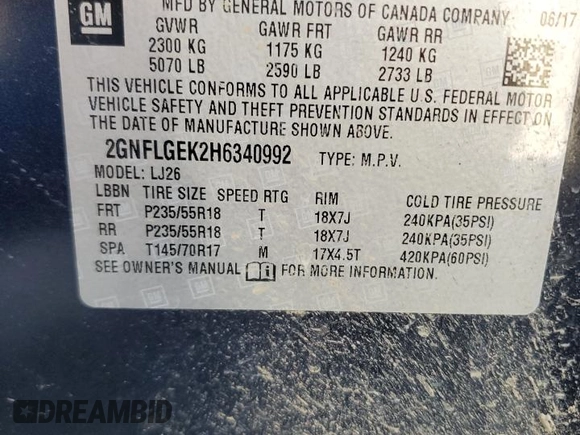 GM
MFD BY GENERAL MOTORS OF CANADA COMPANY 06/17
GVWR GAWR FRT GAWR RR
2300 KG 1175 KG 1240 KG
5070 LB 2590 LB 2733 LB
THIS VEHICLE CONFORMS TO ALL APPLICABLE U.S. FEDERAL MOTOR
VEHICLE SAFETY AND THEFT PREVENTION STANDARDS IN EFFECT ON
THE DATE OF MANUFACTURE SHOWN ABOVE.
2GNFLGEK2H6340992 TYPE: M.P.V.
MODEL: LJ26
LBBN TIRE SIZE SPEED RTG RIM COLD TIRE PRESSURE
FRT P235/55R18 T 18X7J 240KPA(35PSI)
RR P235/55R18 T 18X7J 240KPA(35PSI)
SPA T145/70R17 M 17X4.5T 420KPA(60PSI)
SEE OWNER'S MANUAL FOR MORE INFORMATION.
DREAMBID